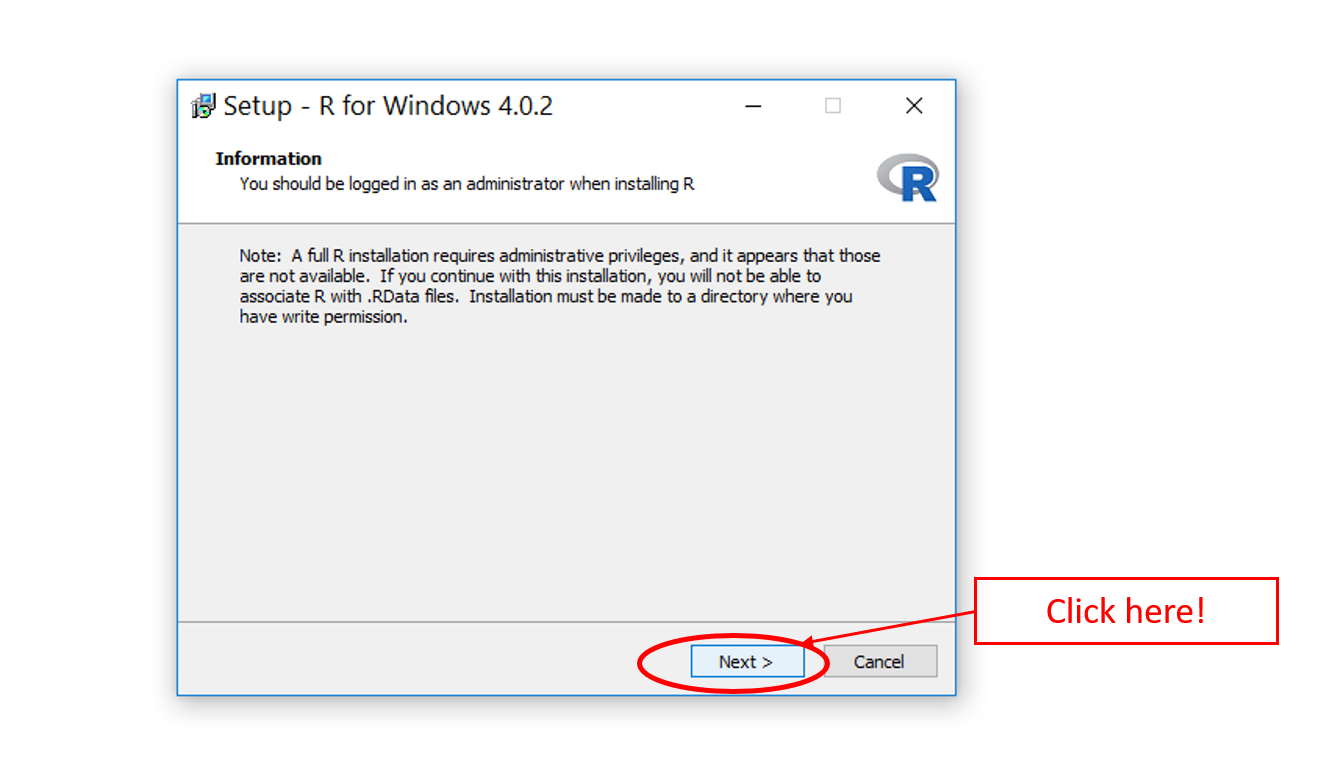 Setup - R for Windows 4.0.2
Information
You should be logged in as an administrator when installing R
R
Note:  A full R installation requires administrative privileges, and it appears that those
are not available.  If you continue with this installation, you will not be able to
associate R with .RData files.  Installation must be made to a directory where you
have write permission.
Click here!
Next >
Cancel